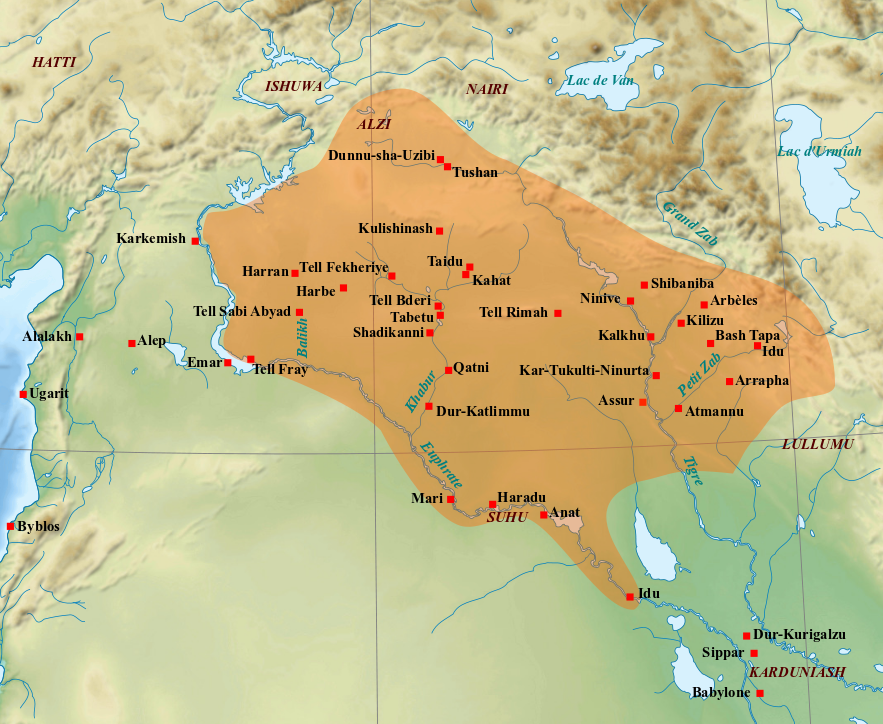 HATTI
ISHUWA
NAIRI
Lac de Van
ALZI
Lac d'Urmiah
Dunnu-sha-Uzibi
Tushan
Grand Zab
Karkemish
Kulishinash
Harran
Tell Fekheriye
Taidu
Kahat
Harbe
Shibaniba
Ninive
Arbèles
Tell Bderi
Tell Sabi Abyad
Tabetu
Tell Rimah
Kilizu
Shadikanni
Kalkhu
Bash Tapa
Idu
Balikh
Alalakh
Alep
Emar
Tell Fray
Qatni
Kar-Tukulti-Ninurta
Petit Zab
Arrapha
Ugarit
Khabur
Dur-Katlimmu
Assur
Atmannu
LULLUMU
Euphrate
Tigre
Mari
Haradu
SUHU
Anat
Byblos
Idu
Dur-Kurigalzu
Sippar
KARDUNIASH
Babylone